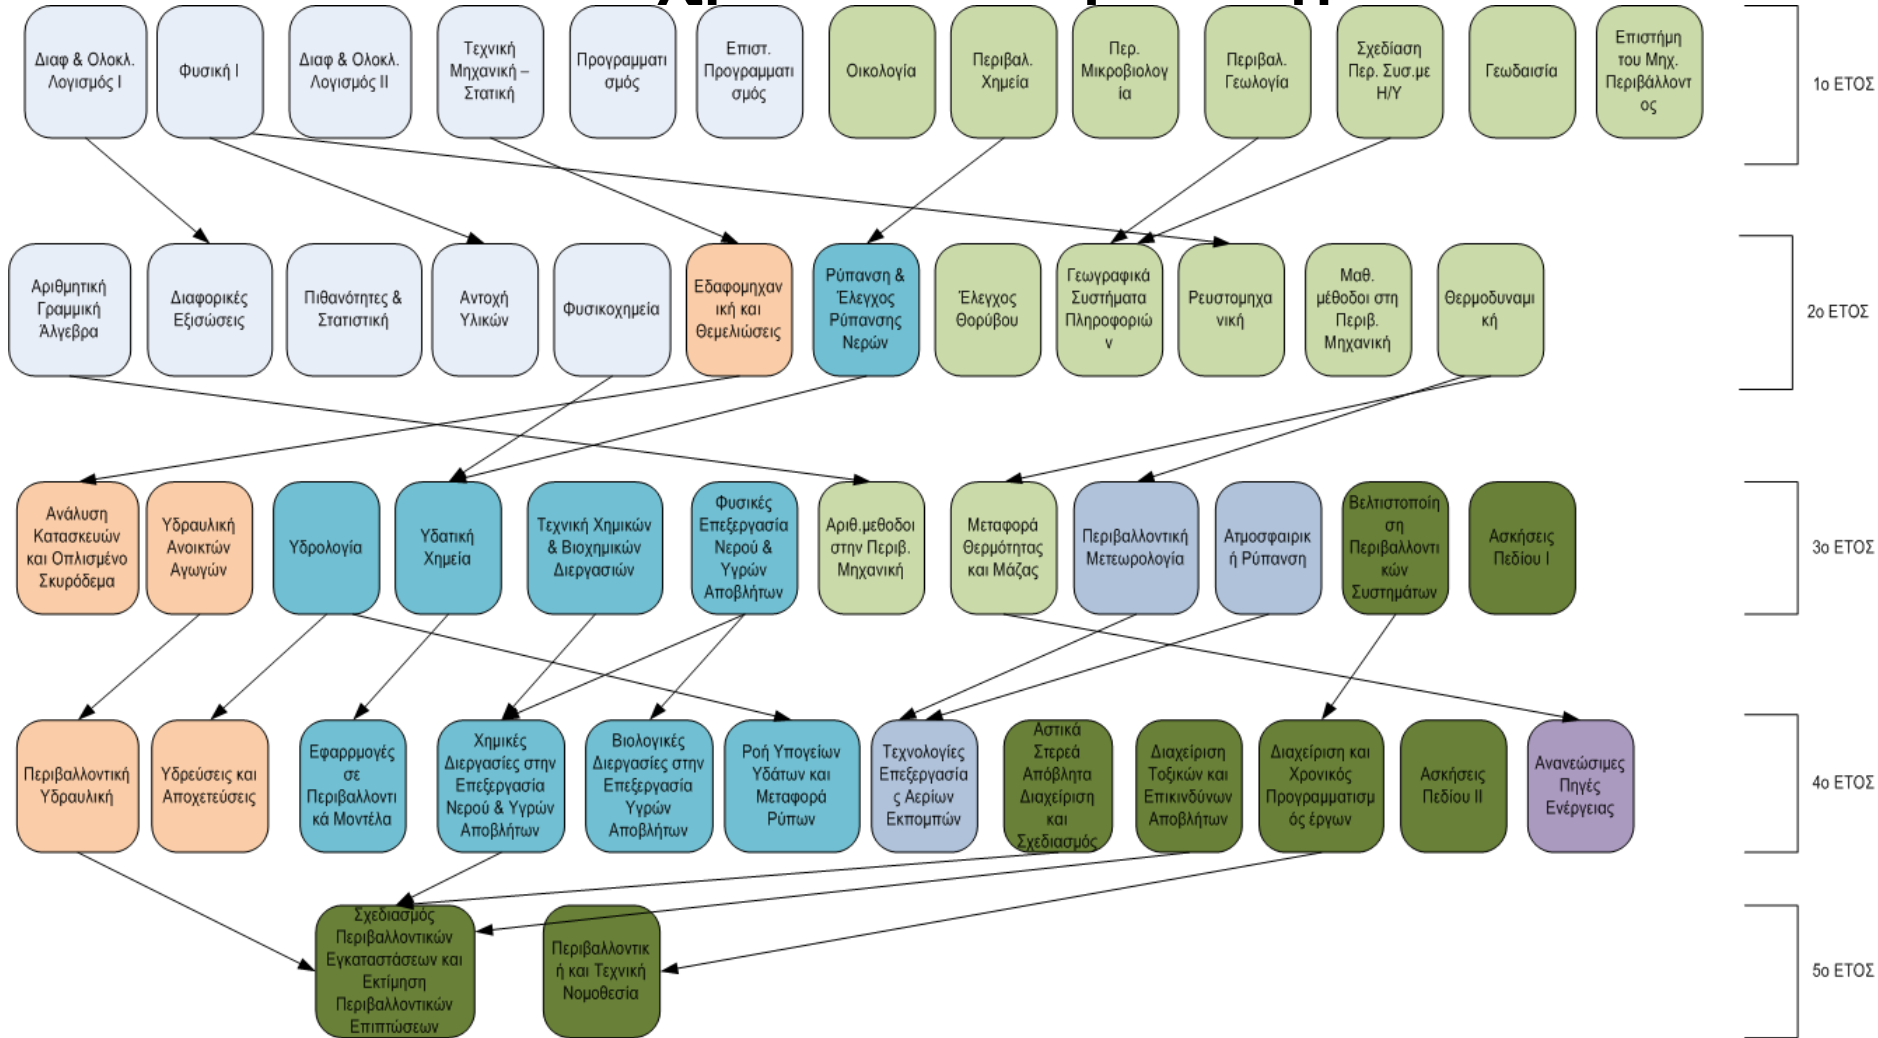 Διαφ & Ολοκλ.
Λογισμός Ι
Φυσική Ι
Διαφ & Ολοκλ.
Λογισμός ΙΙ
Τεχνική
Μηχανική –
Στατική
Προγραμματι
σμός
Επιστ.
Προγραμματι
σμός
Οικολογία
Περιβαλ.
Χημεία
Περ.
Μικροβιολογ
ία
Περιβαλ.
Γεωλογία
Σχεδίαση
Περ. Συσ.με
Η/Υ
Γεωδαισία
Επιστήμη
του Μηχ.
Περιβάλλοντ
ος
1ο ΕΤΟΣ
Αριθμητική
Γραμμική
Άλγεβρα
Διαφορικές
Εξισώσεις
Πιθανότητες &
Στατιστική
Αντοχή
Υλικών
Φυσικοχημεία
Εδαφομηχαν
ική και
Θεμελιώσεις
Ρύπανση &
Έλεγχος
Ρύπανσης
Νερών
Έλεγχος
Θορύβου
Γεωγραφικά
Συστήματα
Πληροφοριώ
ν
Ρευστομηχα
νική
Μαθ.
μέθοδοι στη
Περιβ.
Μηχανική
Θερμοδυναμι
κή
2ο ΕΤΟΣ
Ανάλυση
Κατασκευών
και Οπλισμένο
Σκυρόδεμα
Υδραυλική
Ανοικτών
Αγωγών
Υδρολογία
Υδατική
Χημεία
Τεχνική Χημικών
& Βιοχημικών
Διεργασιών
Φυσικές
Επεξεργασία
Νερού &
Υγρών
Αποβλήτων
Αριθ.μεθοδοι
στην Περιβ.
Μηχανική
Μεταφορά
Θερμότητας
και Μάζας
Περιβαλλοντική
Μετεωρολογία
Ατμοσφαιρικ
ή Ρύπανση
Βελτιστοποίη
ση
Περιβαλλοντι
κών
Συστημάτων
Ασκήσεις
Πεδίου Ι
3ο ΕΤΟΣ
Περιβαλλοντική
Υδραυλική
Υδρεύσεις και
Αποχετεύσεις
Εφαρρμογές
σε
Περιβαλλοντι
κά Μοντέλα
Χημικές
Διεργασίες στην
Επεξεργασία
Νερού & Υγρών
Αποβλήτων
Βιολογικές
Διεργασίες στην
Επεξεργασία
Υγρών
Αποβλήτων
Ροή Υπογείων
Υδάτων και
Μεταφορά
Ρύπων
Τεχνολογίες
Επεξεργασία
ς Αερίων
Εκπομπών
Αστικά
Στερεά
Απόβλητα
Διαχείριση
και
Σχεδιασμός
Διαχείριση
Τοξικών και
Επικινδύνων
Αποβλήτων
Διαχείριση και
Χρονικός
Προγραμματισμ
ός έργων
Ασκήσεις
Πεδίου ΙΙ
Ανανεώσιμες
Πηγές
Ενέργειας
4ο ΕΤΟΣ
Σχεδιασμός
Περιβαλλοντικών
Εγκαταστάσεων και
Εκτίμηση
Περιβαλλοντικών
Επιπτώσεων
Περιβαλλοντικ
ή και Τεχνική
Νομοθεσία
5ο ΕΤΟΣ